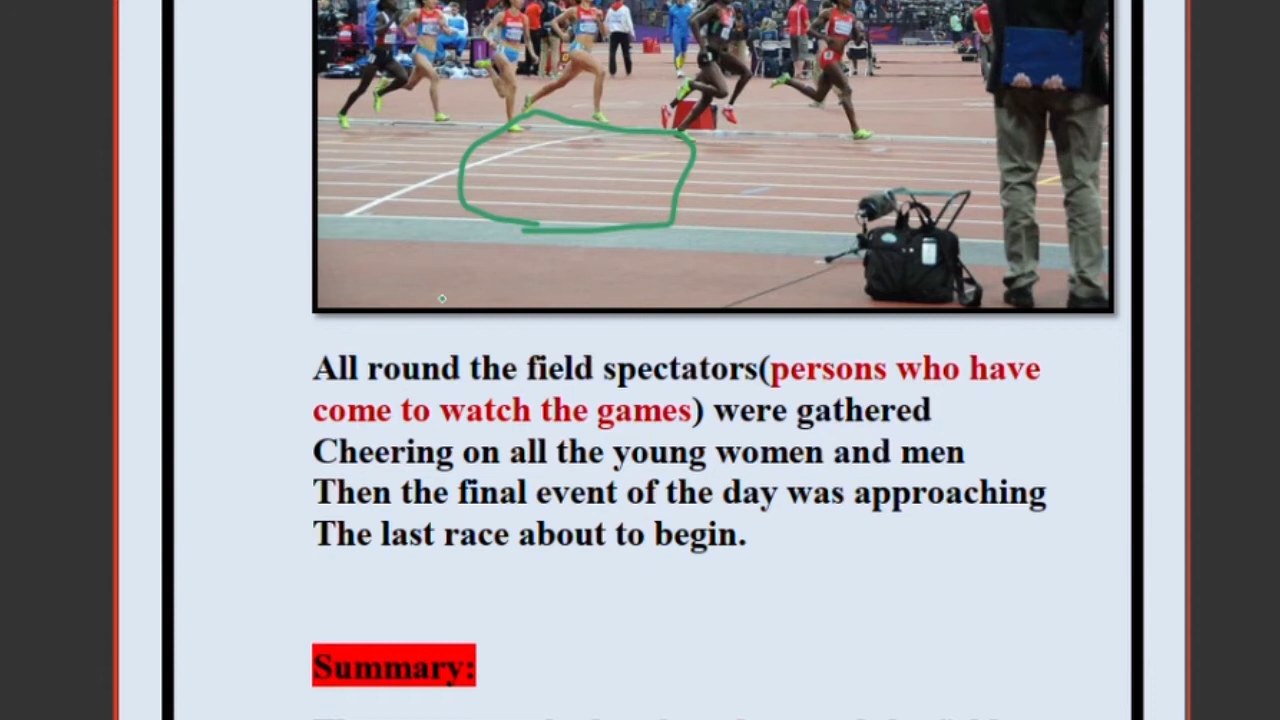 All round the field spectators(persons who have
come to watch the games) were gathered
Cheering on all the young women and men
Then the final event of the day was approaching
The last race about to begin.
Summary: